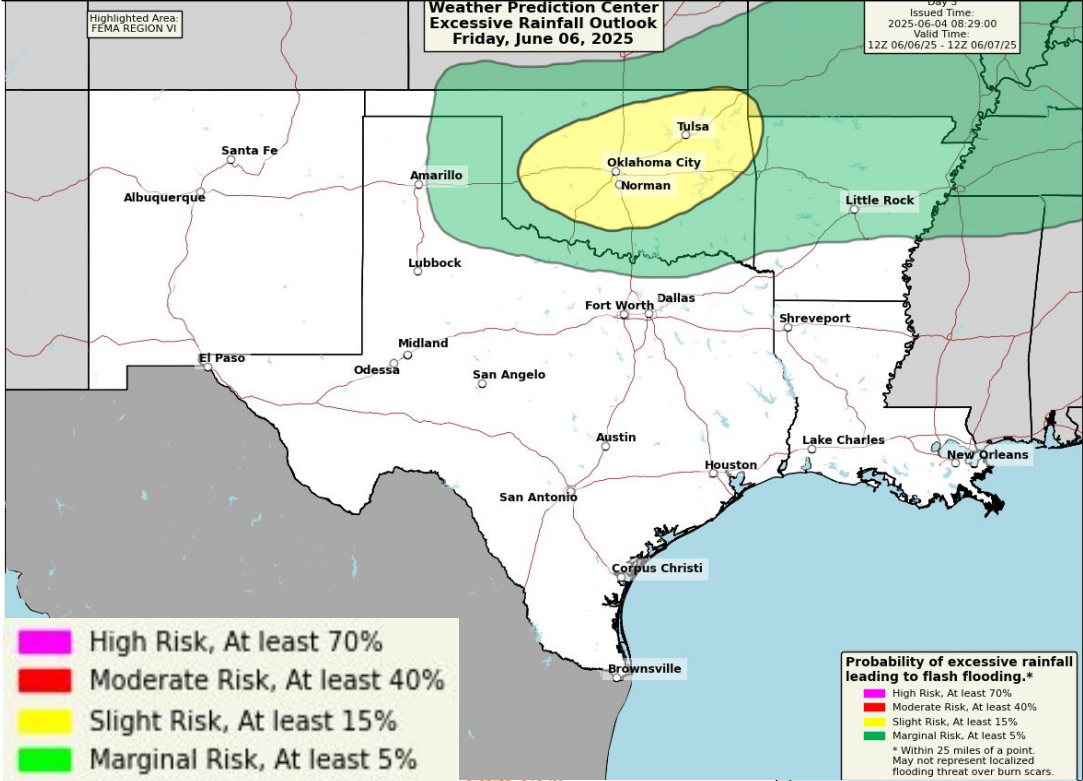 Highlighted Area:
FEMA REGION VI
Weather Prediction Center
Excessive Rainfall Outlook
Friday, June 06, 2025
Day 3
Issued Time:
2025-06-04 08:29:00
Valid Time:
12Z 06/06/25 - 12Z 06/07/25
Tulsa
Santa Fe
Oklahoma City
Amarillo
Norman
Albuquerque
Little Rock
Lubbock
Dallas
Fort Worth
Shreveport
Midland
El Paso
Odessa
San Angelo
Austin
Lake Charles
New Orleans
Houston
San Antonio
Corpus Christi
Brownsville
High Risk, At least 70%
Moderate Risk, At least 40%
Slight Risk, At least 15%
Marginal Risk, At least 5%
Probability of excessive rainfall
leading to flash flooding.*
High Risk, At least 70%
Moderate Risk, At least 40%
Slight Risk, At least 15%
Marginal Risk, At least 5%
* Within 25 miles of a point.
May not represent localized
flooding threat over burn scars.